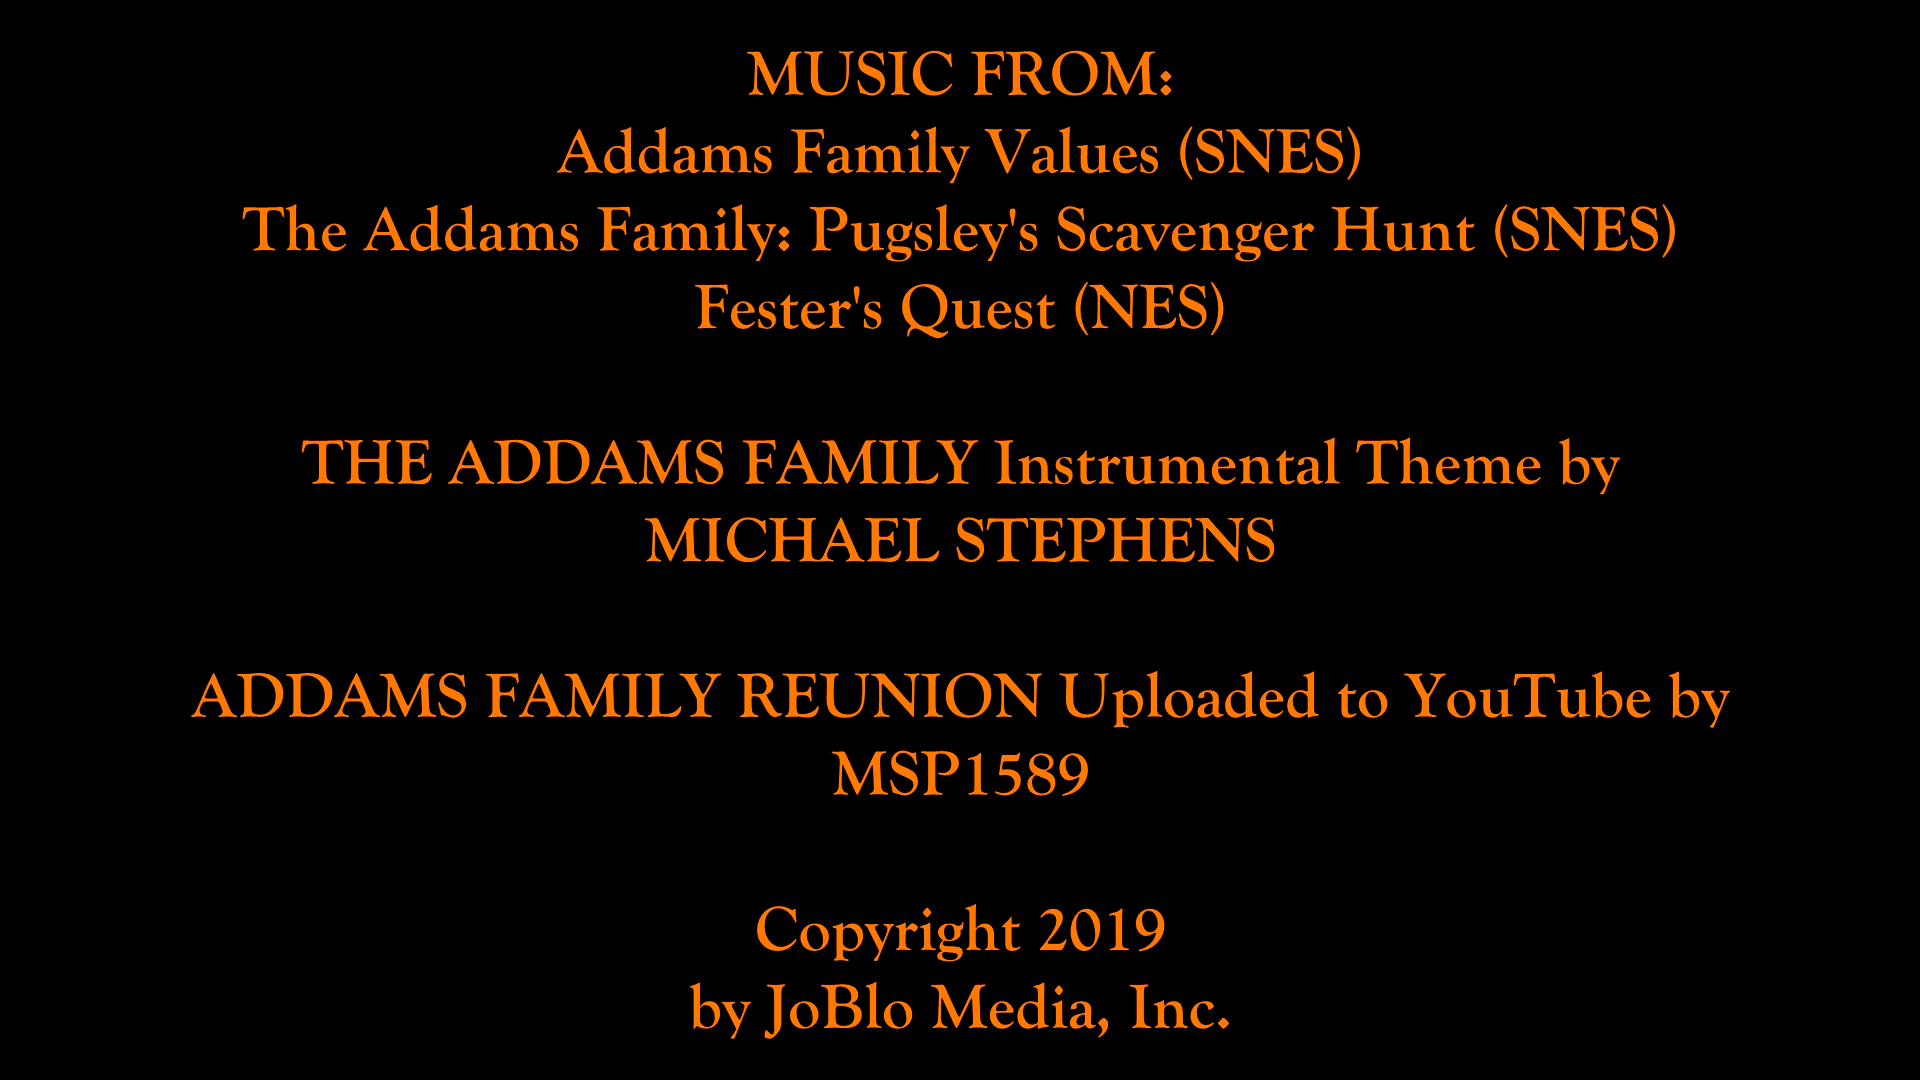 MUSIC FROM:
Addams Family Values (SNES)
The Addams Family: Pugsley's Scavenger Hunt (SNES)
Fester's Quest (NES)
THE ADDAMS FAMILY Instrumental Theme by
MICHAEL STEPHENS
ADDAMS FAMILY REUNION Uploaded to YouTube by
MSP1589
Copyright 2019
by JoBlo Media, Inc.